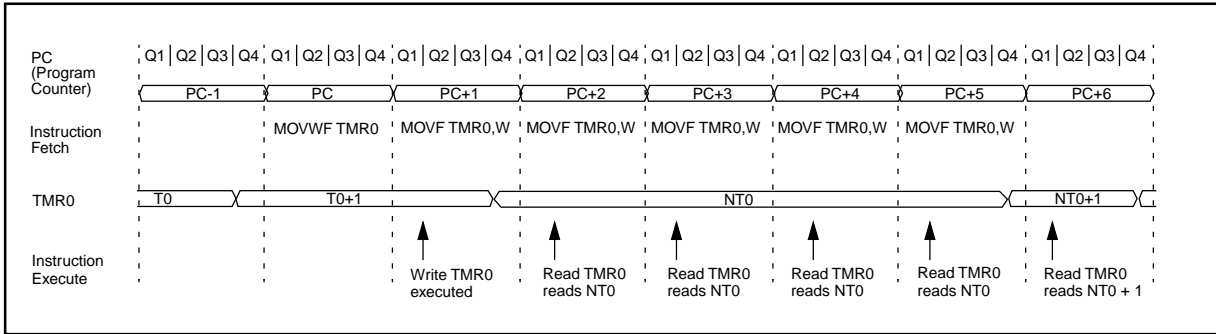 PC
(Program
Counter)
Q1 Q2 Q3 Q4 Q1 Q2 Q3 Q4 Q1 Q2 Q3 Q4 Q1 Q2 Q3 Q4 Q1 Q2 Q3 Q4 Q1 Q2 Q3 Q4 Q1 Q2 Q3 Q4 Q1 Q2 Q3 Q4
PC-1 PC PC+1 PC+2 PC+3 PC+4 PC+5 PC+6
Instruction
Fetch
MOVWF TMR0 MOVF TMR0,W MOVF TMR0,W MOVF TMR0,W MOVF TMR0,W MOVF TMR0,W
TMR0
T0 T0+1 NT0 NT0+1
Instruction
Execute
Write TMR0
executed
Read TMR0
reads NT0
Read TMR0
reads NT0
Read TMR0
reads NT0
Read TMR0
reads NT0
Read TMR0
reads NT0 + 1